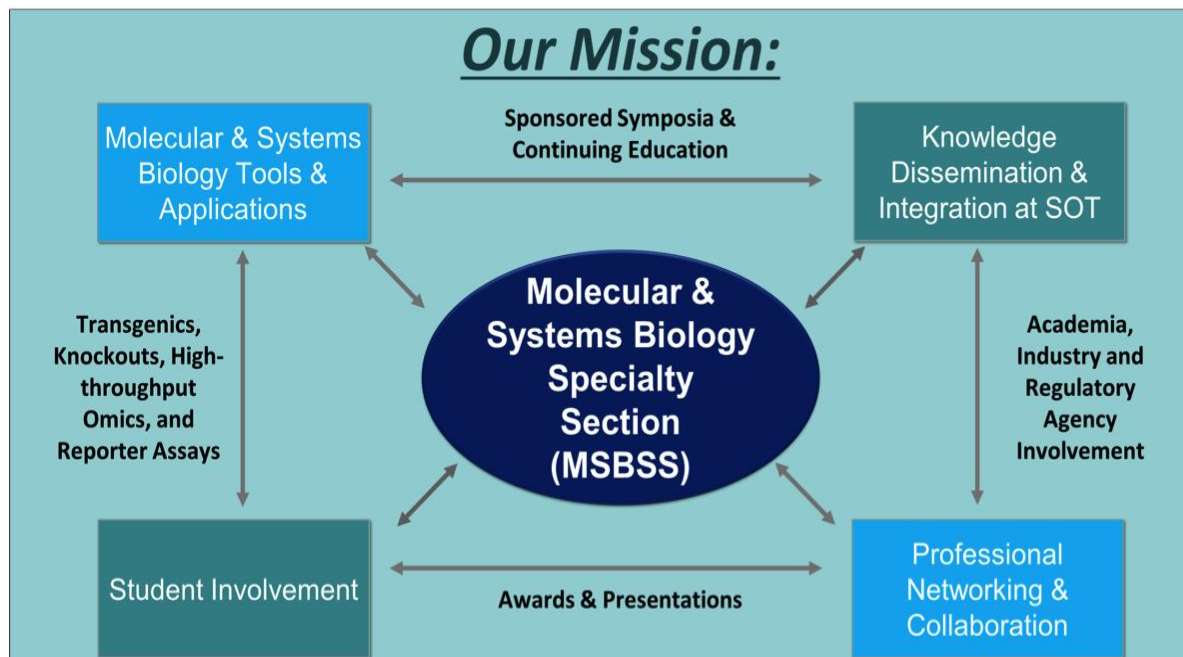 Our Mission:
Molecular & Systems
Biology Tools &
Applications
Sponsored Symposia &
Continuing Education
Knowledge
Dissemination &
Integration at SOT
Transgenics,
Knockouts, High-
throughput
Omics, and
Reporter Assays
Molecular &
Systems Biology
Specialty
Section
(MSBSS)
Academia,
Industry and
Regulatory
Agency
Involvement
Student Involvement
Awards & Presentations
Professional
Networking &
Collaboration